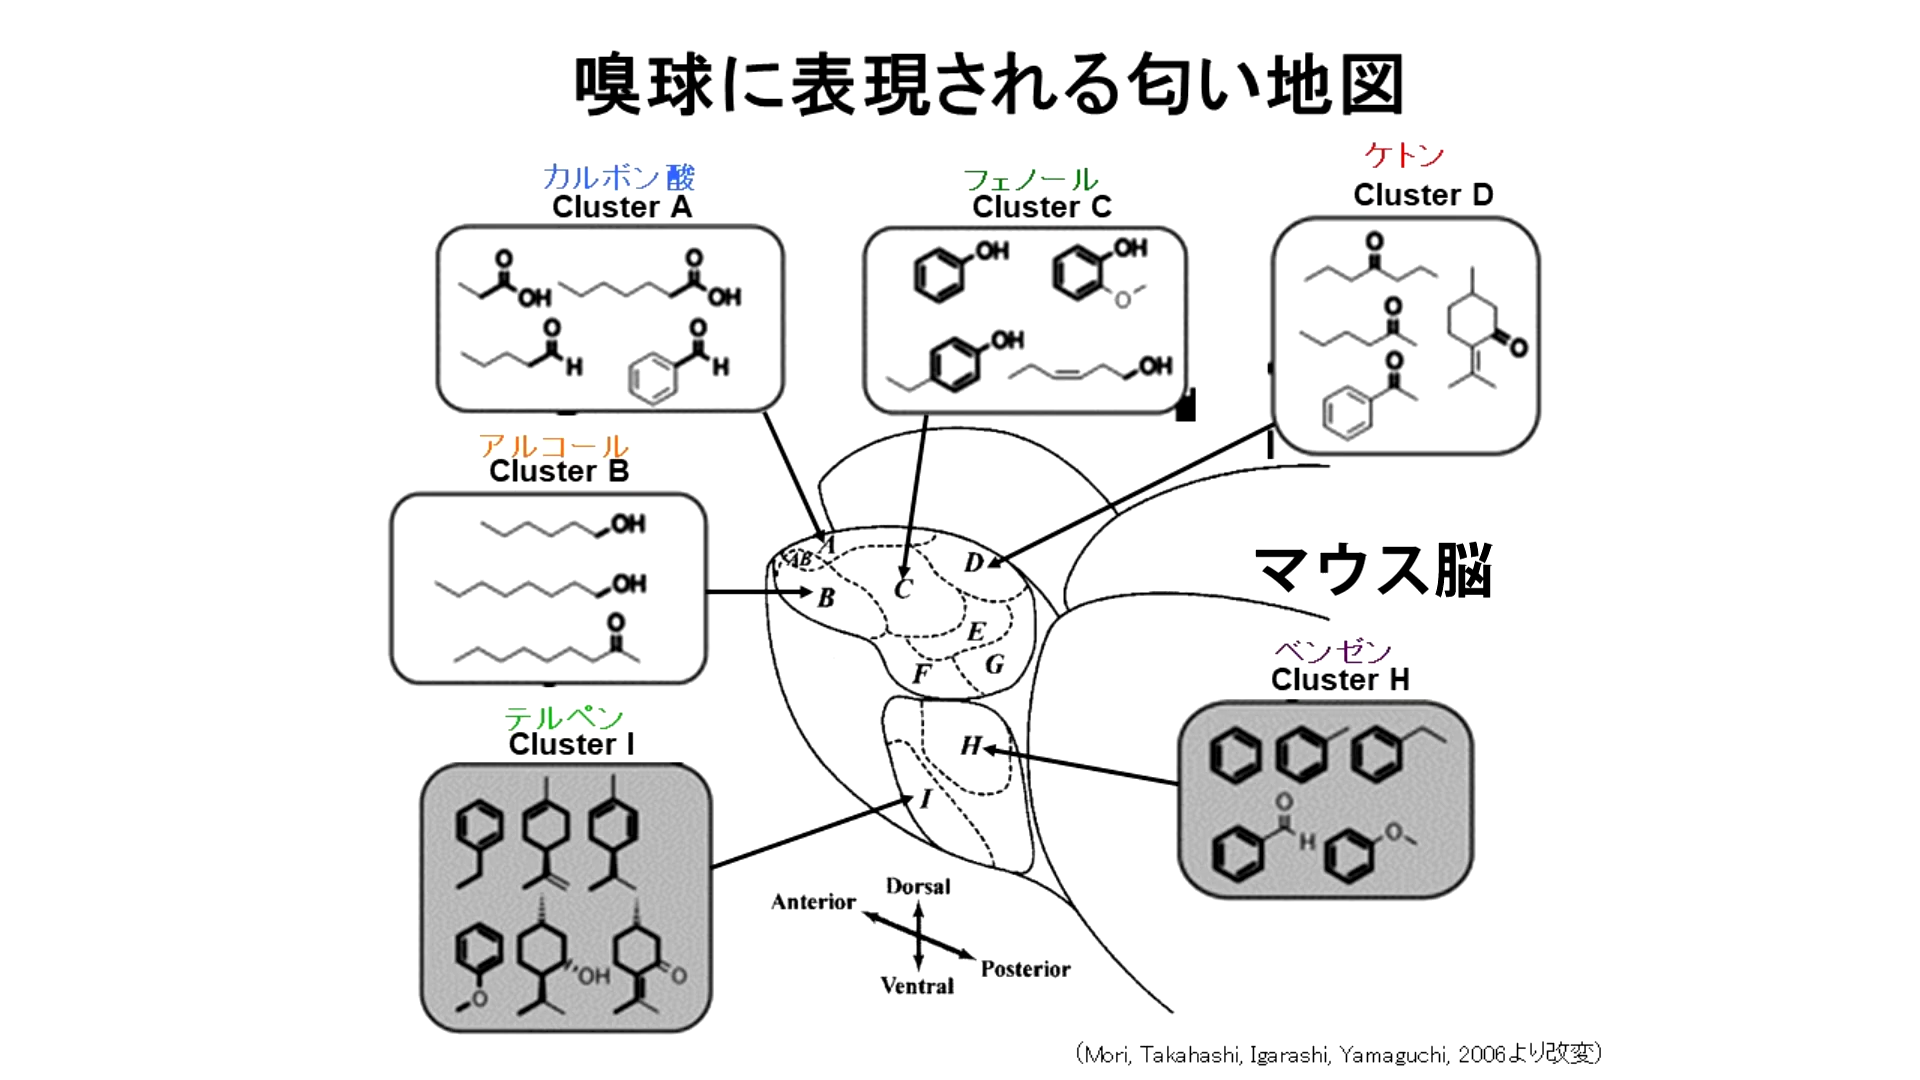 嗅球に表現される匂い地図
カルボン酸
Cluster A
O
OH
O
OH
O
H
O
H
フェノール
Cluster C
OH
OH
O
OH
OH
ケトン
Cluster D
O
O
O
O
アルコール
Cluster B
OH
OH
O
A
AB
B
C
D
E
F
G
H
I
マウス脳
ベンゼン
Cluster H
O
H
O
テルペン
Cluster I
O
OH
O
Dorsal
Anterior
Posterior
Ventral
(Mori, Takahashi, Igarashi, Yamaguchi, 2006より改変)